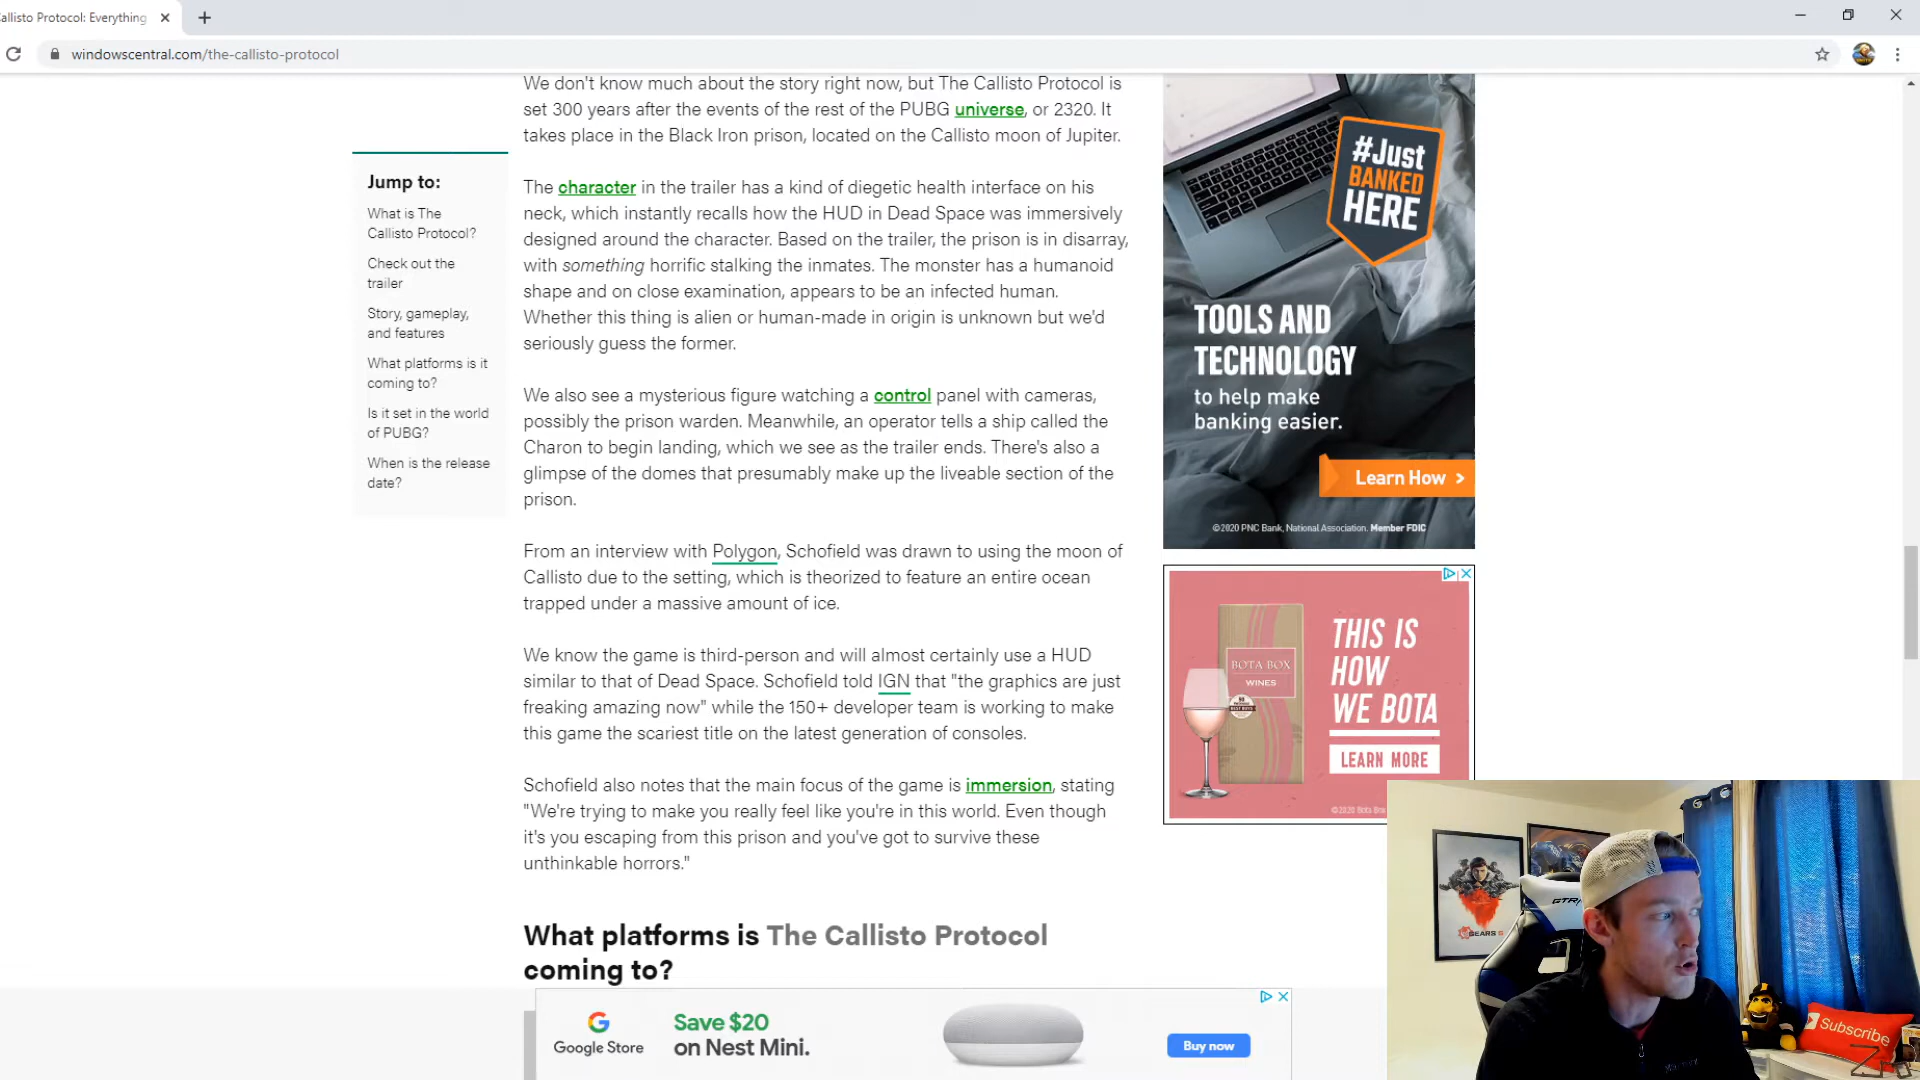 allisto Protocol: Everything
windowscentral.com/the-callisto-protocol
Jump to:
What is The
Callisto Protocol?
Check out the
trailer
Story, gameplay,
and features
What platforms is it
coming to?
Is it set in the world
of PUBG?
When is the release
date?
We don't know much about the story right now, but The Callisto Protocol is
set 300 years after the events of the rest of the PUBG universe, or 2320. It
takes place in the Black Iron prison, located on the Callisto moon of Jupiter.
The character in the trailer has a kind of diegetic health interface on his
neck, which instantly recalls how the HUD in Dead Space was immersively
designed around the character. Based on the trailer, the prison is in disarray,
with something horrific stalking the inmates. The monster has a humanoid
shape and on close examination, appears to be an infected human.
Whether this thing is alien or human-made in origin is unknown but we'd
seriously guess the former.
We also see a mysterious figure watching a control panel with cameras,
possibly the prison warden. Meanwhile, an operator tells a ship called the
Charon to begin landing, which we see as the trailer ends. There's also a
glimpse of the domes that presumably make up the liveable section of the
prison.
From an interview with Polygon, Schofield was drawn to using the moon of
Callisto due to the setting, which is theorized to feature an entire ocean
trapped under a massive amount of ice.
We know the game is third-person and will almost certainly use a HUD
similar to that of Dead Space. Schofield told IGN that "the graphics are just
freaking amazing now" while the 150+ developer team is working to make
this game the scariest title on the latest generation of consoles.
Schofield also notes that the main focus of the game is immersion, stating
"We're trying to make you really feel like you're in this world. Even though
it's you escaping from this prison and you've got to survive these
unthinkable horrors."
What platforms is The Callisto Protocol
coming to?
#Just
BANKED
HERE
TOOLS AND
TECHNOLOGY
to help make
banking easier.
Learn How >
©2020 PNC Bank, National Association. Member FDIC
BOTA BOX
WINES
THIS IS
HOW
WE BOTA
LEARN MORE
©2020 Bota Box
Google Store
Save $20
on Nest Mini.
Buy now
GEARS 5
GTR
Subscribe